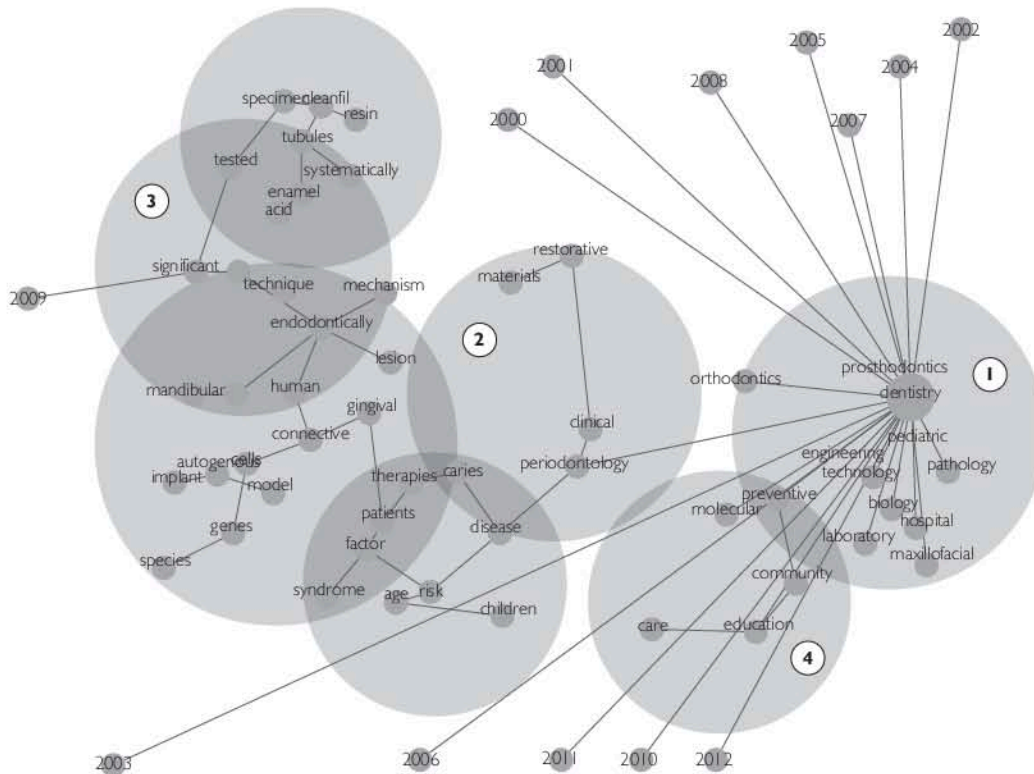 2002
2005
2001
2004
2008
specimen
cleanfil
resin
2000
2007
tubules
tested
systematically
enamel
acid
3
restorative
significant
materials
technique
mechanism
2009
endodontically
2
lesion
prosthodontics
1
orthodontics
mandibular
human
dentistry
gingival
clinical
connective
pediatric
engineering
autogenous
cells
periodontology
technology
pathology
implant
therapies
caries
model
preventive
molecular
biology
patients
genes
disease
hospital
factor
laboratory
maxillofacial
species
community
syndrome
age
risk
children
care
education
4
2003
2006
2011
2010
2012